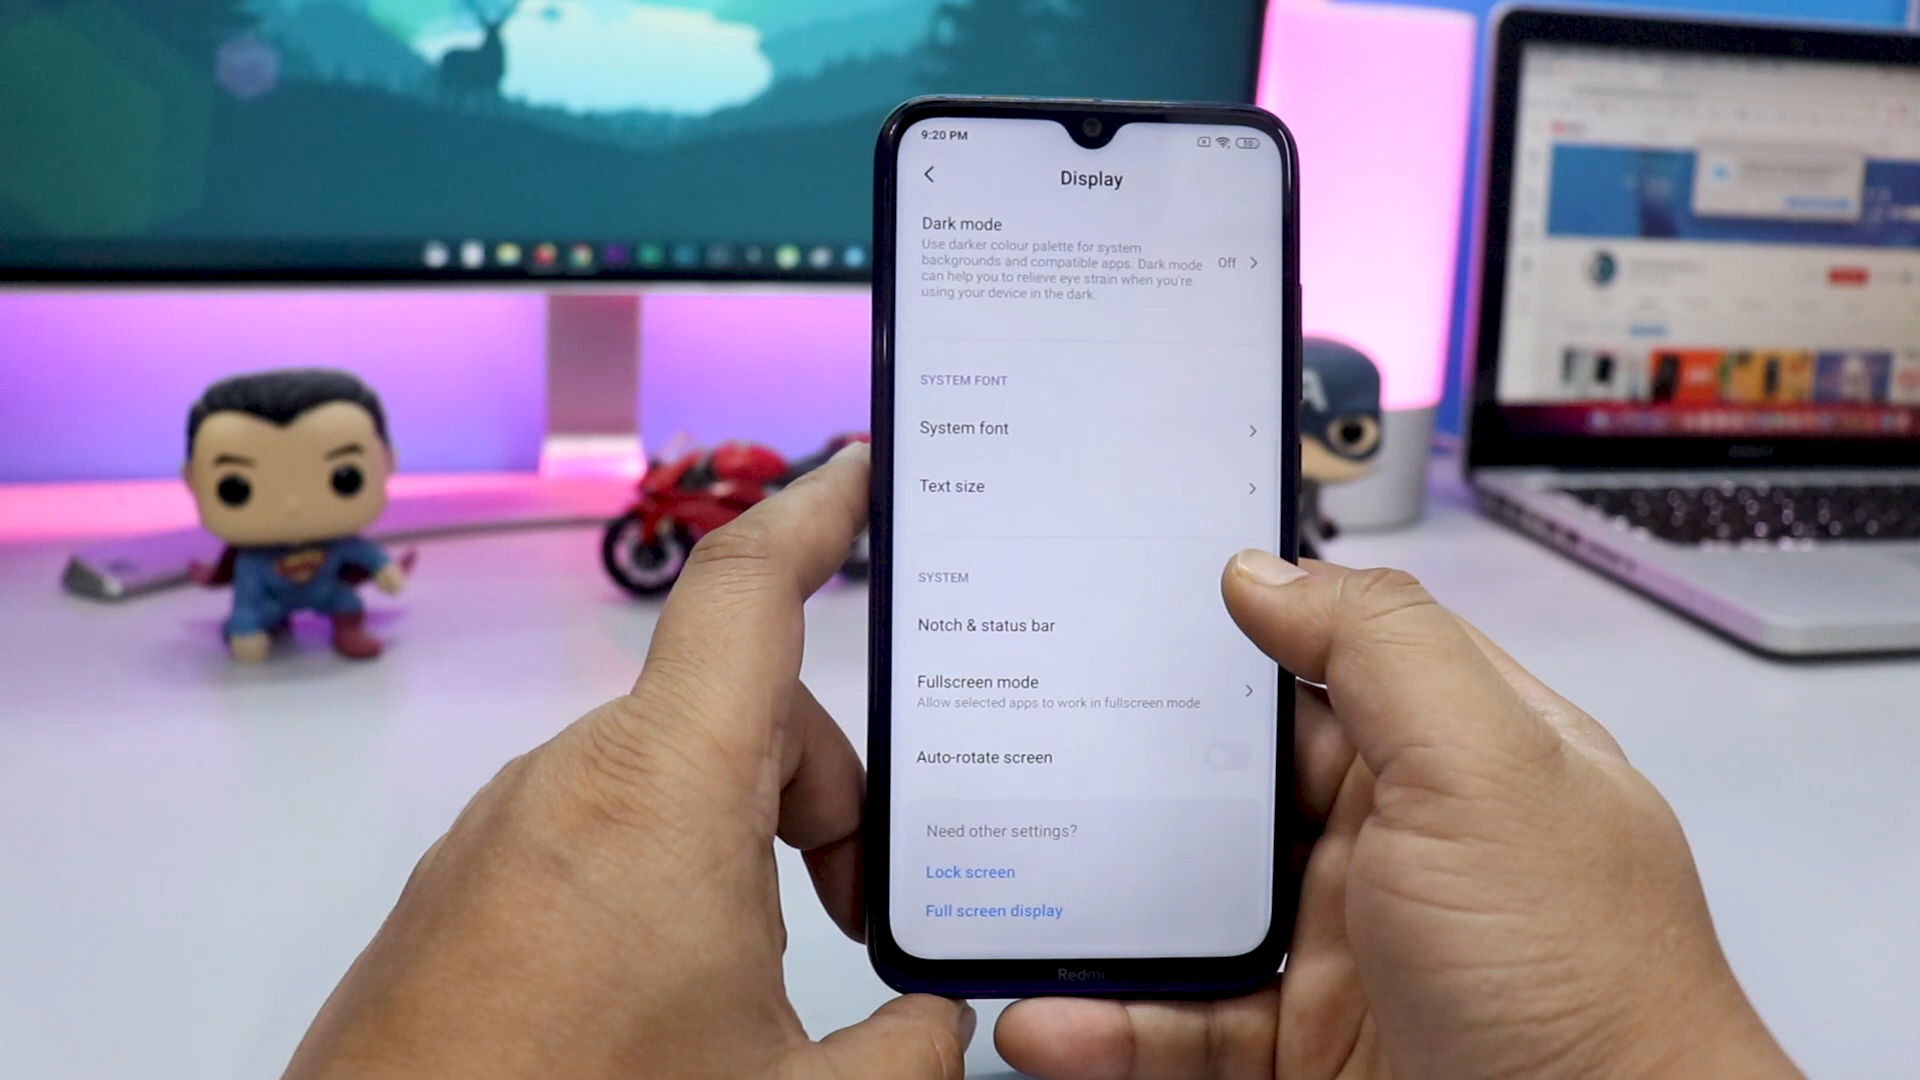 9:20 PM
Display
Dark mode
Use darker colour palette for system
backgrounds and compatible apps. Dark mode
can help you to relieve eye strain when you're
using your device in the dark.
Off
SYSTEM FONT
System font
Text size
SYSTEM
Notch & status bar
Fullscreen mode
Allow selected apps to work in fullscreen mode
Auto-rotate screen
Need other settings?
Lock screen
Full screen display
Redmi